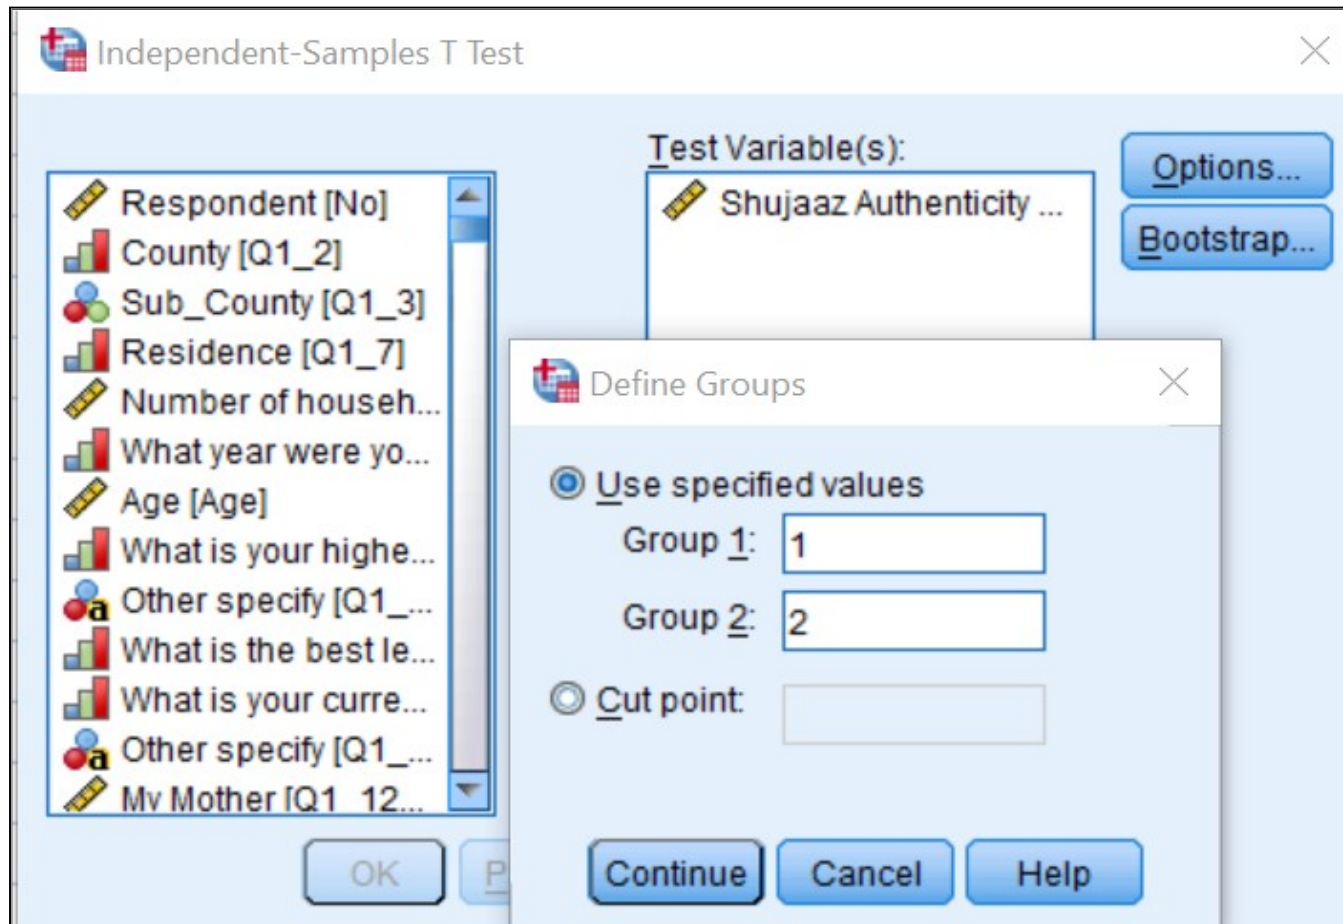 Independent-Samples T Test
Test Variable(s):
Respondent [No]
County [Q1_2]
Sub_County [Q1_3]
Residence [Q1_7]
Number of househ...
What year were yo...
Age [Age]
What is your highe...
Other specify [Q1_...
What is the best le...
What is your curre...
Other specify [Q1_...
My Mother [Q1_12...
Shujaaz Authenticity ...
Options...
Bootstrap...
Define Groups
Use specified values
Group 1: 1
Group 2: 2
Cut point:
OK
P
Continue Cancel Help